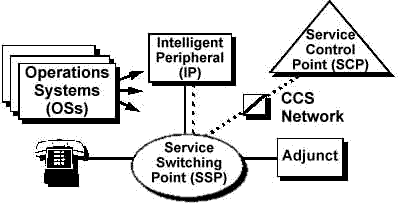 Operations
Systems
(OSs)
Intelligent
Peripheral
(IP)
Service
Control
Point (SCP)
CCS
Network
Service
Switching
Point (SSP)
Adjunct